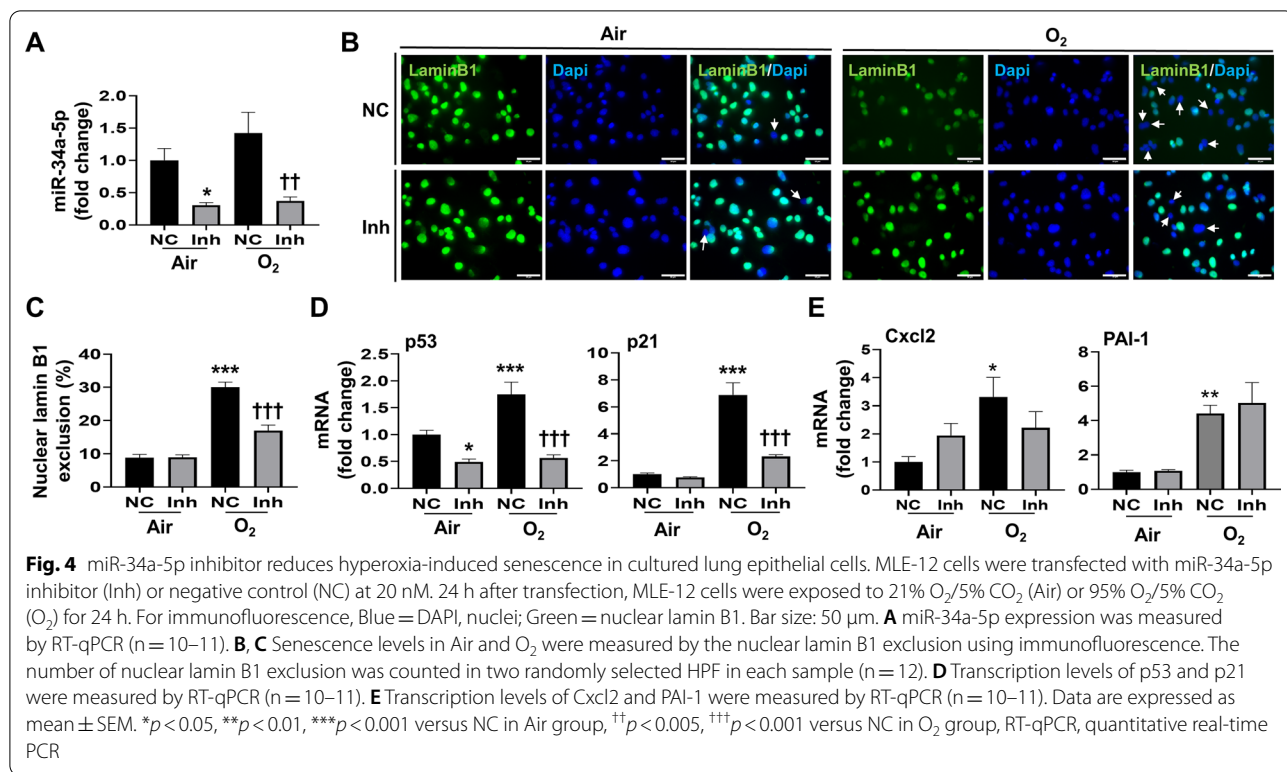 A
miR-34a-5p
(fold change)
2.0
1.5
1.0
0.5
0.0
*
††
NC Inh NC Inh
Air O₂
B
Air O₂
LaminB1 Dapi LaminB1/Dapi LaminB1 Dapi LaminB1/Dapi
NC
Inh
C
Nuclear lamin B1
exclusion (%)
40
30
20
10
0
***
†††
NC Inh NC Inh
Air O₂
D
p53
mRNA
(fold change)
2.5
2.0
1.5
1.0
0.5
0.0
*
***
†††
NC Inh NC Inh
Air O₂
p21
8
6
4
2
0
***
†††
NC Inh NC Inh
Air O₂
E
Cxcl2
mRNA
(fold change)
5
4
3
2
1
0
*
NC Inh NC Inh
Air O₂
PAI-1
8
6
4
2
0
**
NC Inh NC Inh
Air O₂
Fig. 4 miR-34a-5p inhibitor reduces hyperoxia-induced senescence in cultured lung epithelial cells. MLE-12 cells were transfected with miR-34a-5p
inhibitor (Inh) or negative control (NC) at 20 nM. 24 h after transfection, MLE-12 cells were exposed to 21% O₂/5% CO₂ (Air) or 95% O₂/5% CO₂
(O₂) for 24 h. For immunofluorescence, Blue = DAPI, nuclei; Green = nuclear lamin B1. Bar size: 50 μm. A miR-34a-5p expression was measured
by RT-qPCR (n = 10–11). B, C Senescence levels in Air and O₂ were measured by the nuclear lamin B1 exclusion using immunofluorescence. The
number of nuclear lamin B1 exclusion was counted in two randomly selected HPF in each sample (n = 12). D Transcription levels of p53 and p21
were measured by RT-qPCR (n = 10–11). E Transcription levels of Cxcl2 and PAI-1 were measured by RT-qPCR (n = 10–11). Data are expressed as
mean ± SEM. *p < 0.05, **p < 0.01, ***p < 0.001 versus NC in Air group, ††p < 0.005, †††p < 0.001 versus NC in O₂ group, RT-qPCR, quantitative real-time
PCR